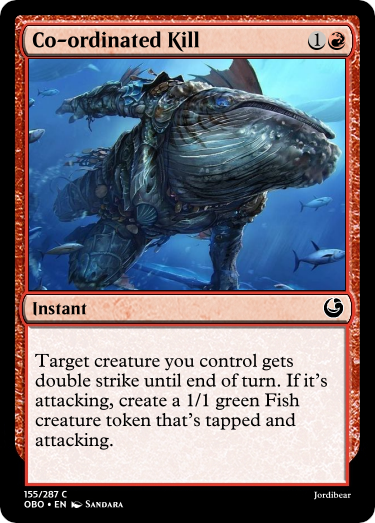 Co-ordinated Kill 1
Instant
Target creature you control gets
double strike until end of turn. If it's
attacking, create a 1/1 green Fish
creature token that's tapped and
attacking.
155/287 C
OBO • EN Sandara
Jordibear